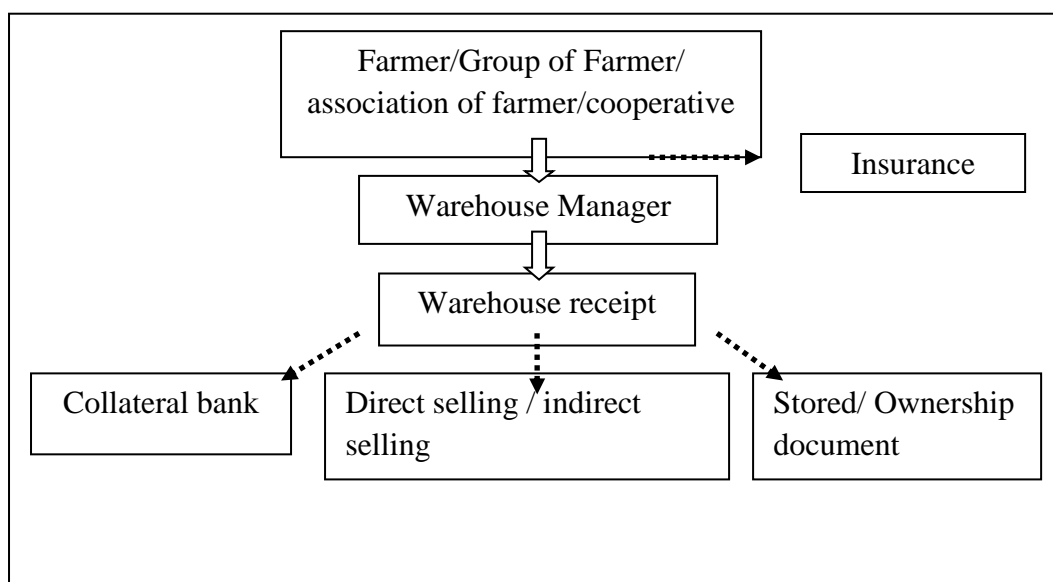 Farmer/Group of Farmer/
association of farmer/cooperative
Insurance
Warehouse Manager
Warehouse receipt
Collateral bank
Direct selling / indirect
selling
Stored/ Ownership
document